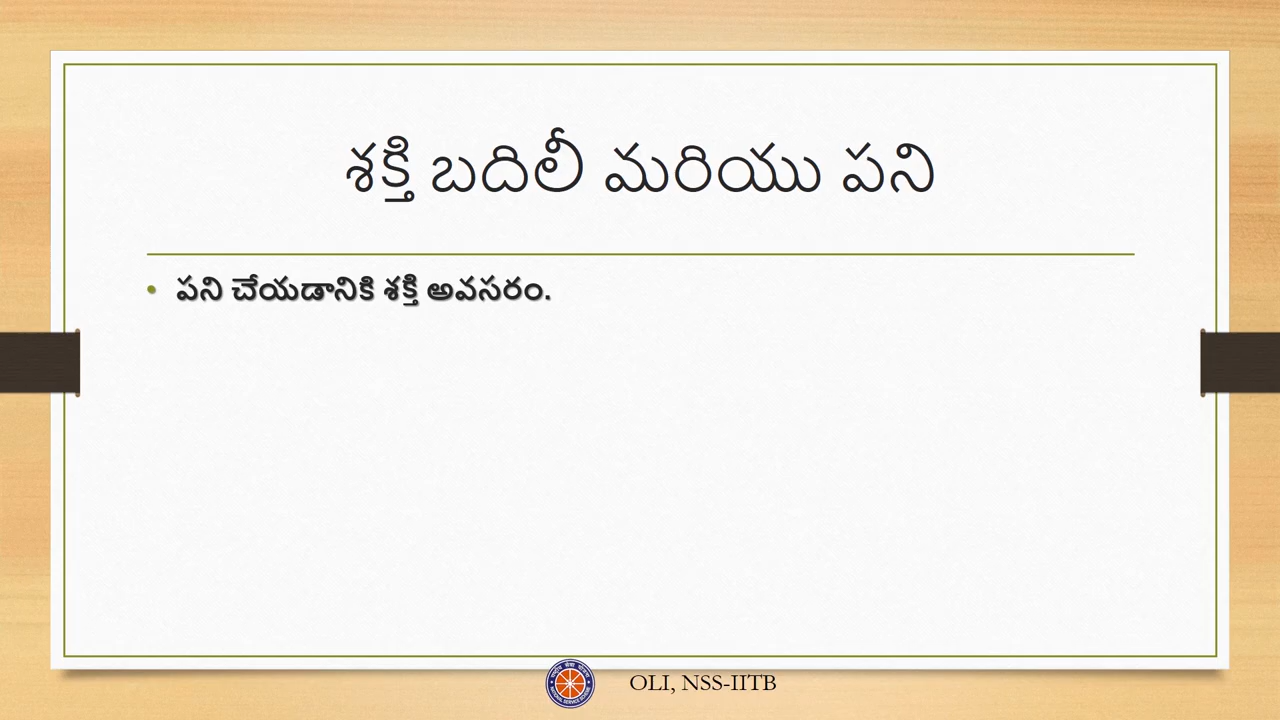 శక్తి బదిలీ మరియు పని
• పని చేయడానికి శక్తి అవసరం.
OLI, NSS-IITB